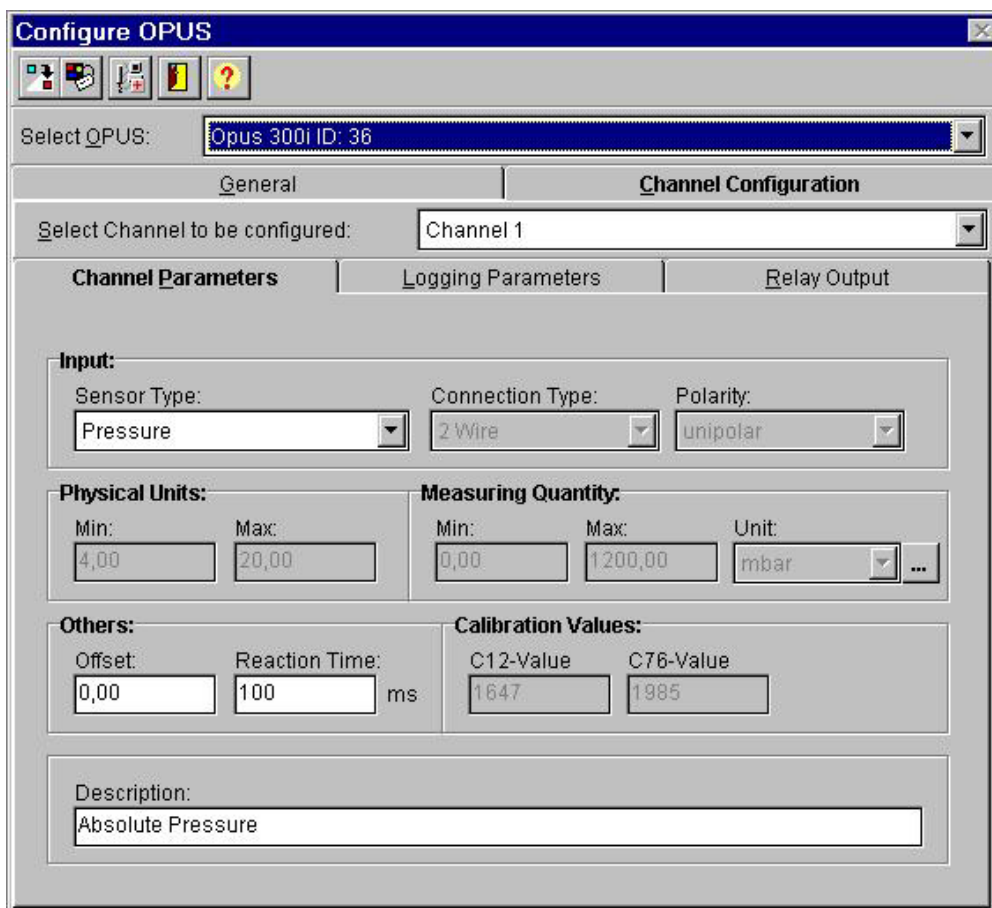 Configure OPUS
Select OPUS: Opus 300i ID: 36
General Channel Configuration
Select Channel to be configured: Channel 1
Channel Parameters Logging Parameters Relay Output
Input:
Sensor Type: Connection Type: Polarity:
Pressure 2 Wire unipolar
Physical Units: Measuring Quantity:
Min: Max: Min: Max: Unit:
4,00 20,00 0,00 1200,00 mbar ...
Others: Calibration Values:
Offset: Reaction Time: C12-Value C76-Value
0,00 100 ms 1647 1985
Description:
Absolute Pressure